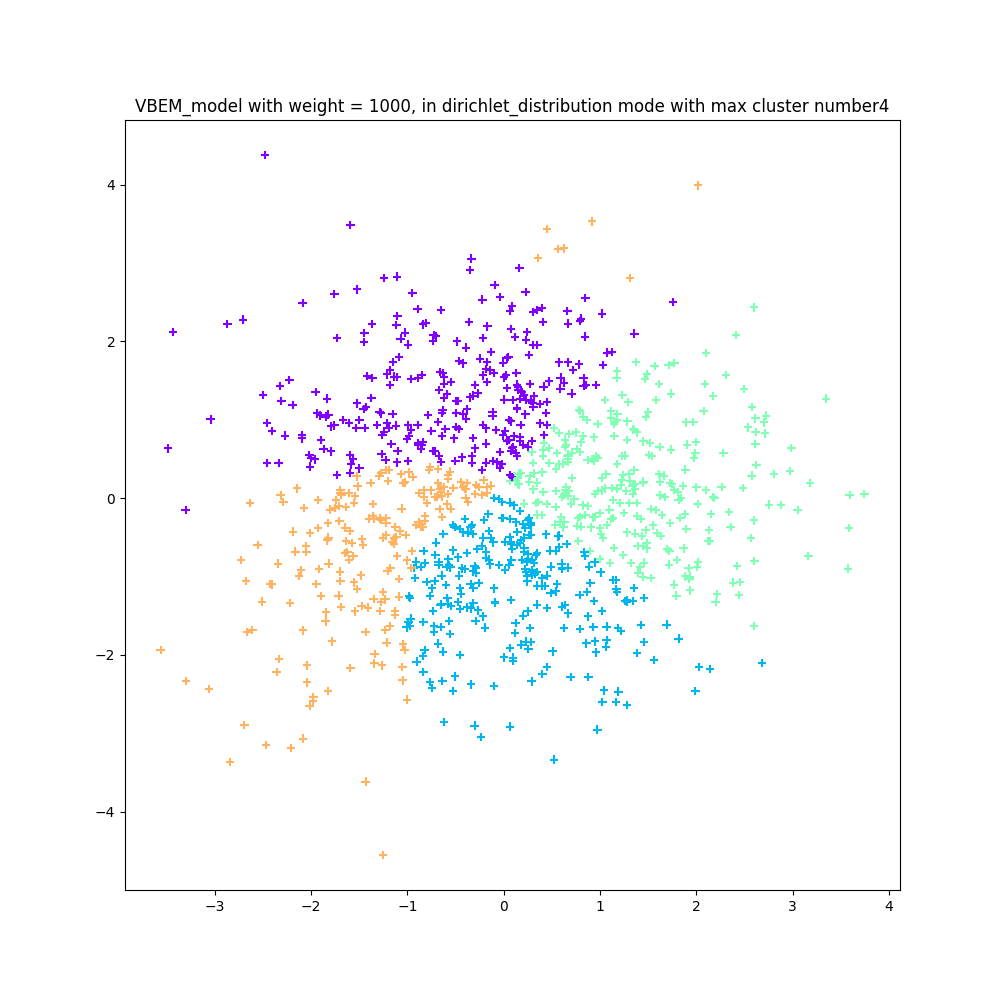 VBEM_model with weight = 1000, in dirichlet_distribution mode with max cluster number4
4
2
0
−2
−4
−3 −2 −1 0 1 2 3 4